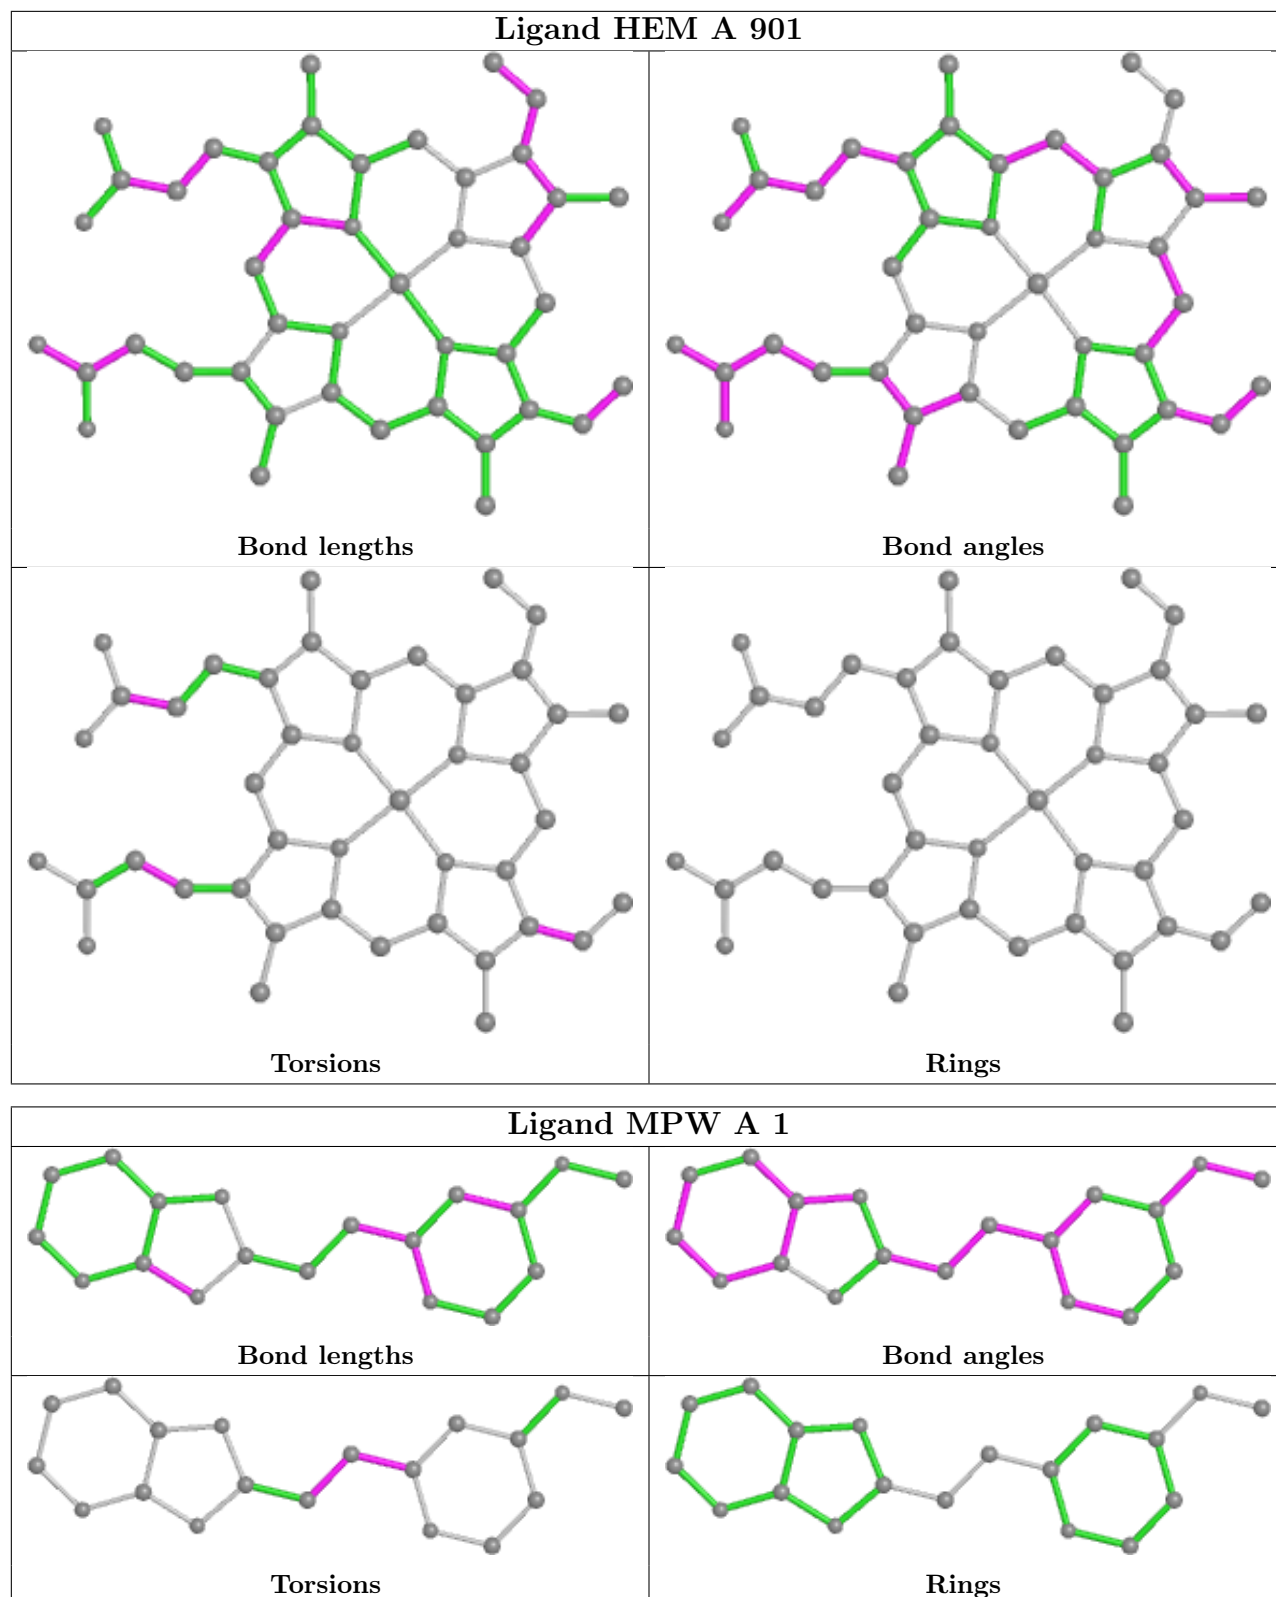 Ligand HEM A 901
Bond lengths
Bond angles
Torsions
Rings
Ligand MPW A 1
Bond lengths
Bond angles
Torsions
Rings